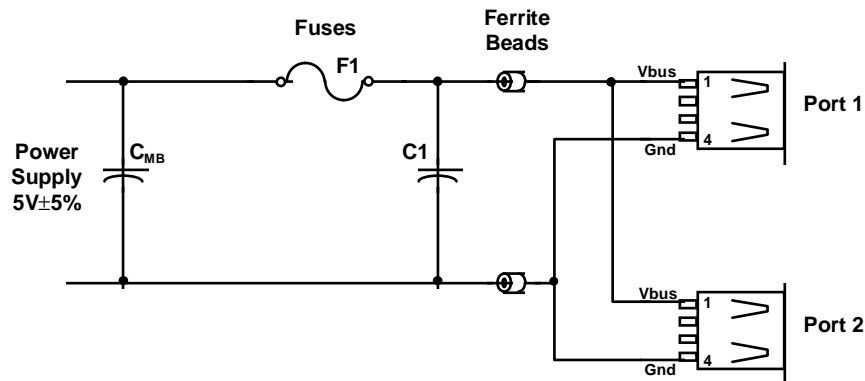 Fuses
Ferrite
Beads
F1
Vbus
1
Port 1
4
Gnd
Power
Supply
5V±5%
CMB
C1
Vbus
1
Port 2
4
Gnd